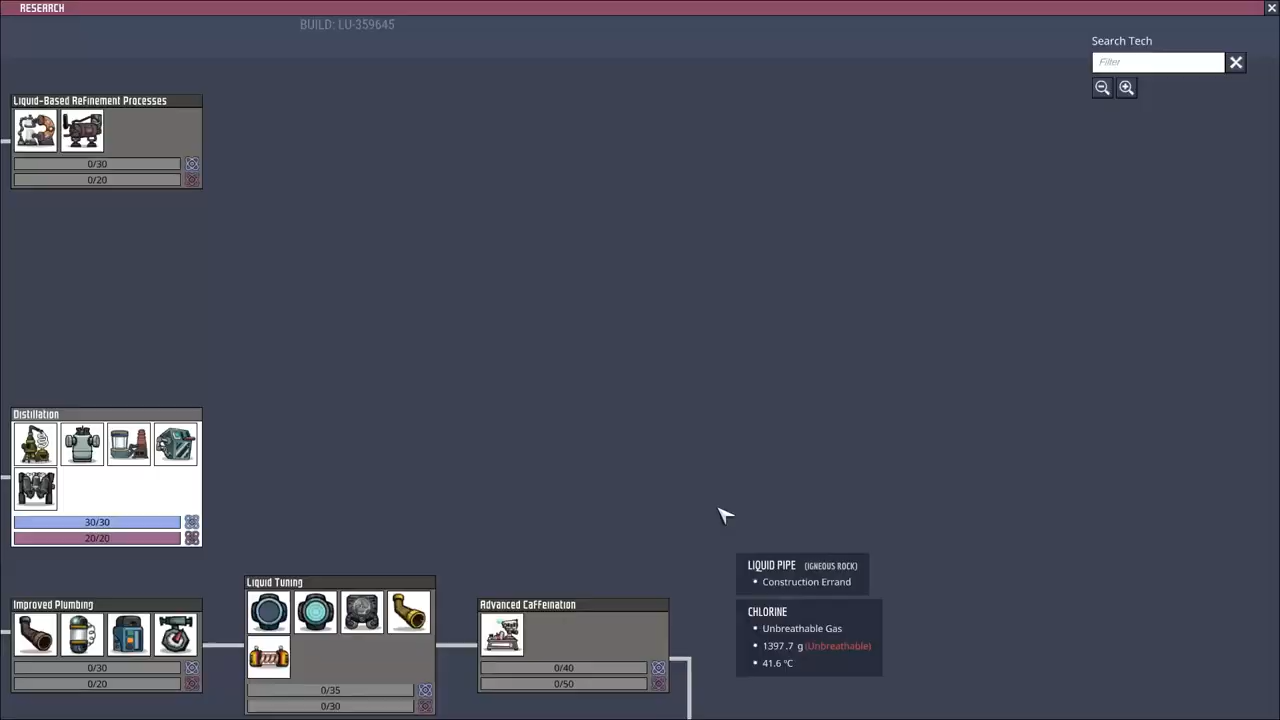 RESEARCH
BUILD: LU-359645
Search Tech
Filter
Liquid-Based Refinement Processes
0/30
0/20
Distillation
30/30
20/20
Improved Plumbing
0/30
0/20
Liquid Tuning
0/35
0/30
Advanced Caffeination
0/40
0/50
LIQUID PIPE (IGNEOUS ROCK)
• Construction Errand
CHLORINE
• Unbreathable Gas
• 1397.7 g (Unbreathable)
• 41.6 °C